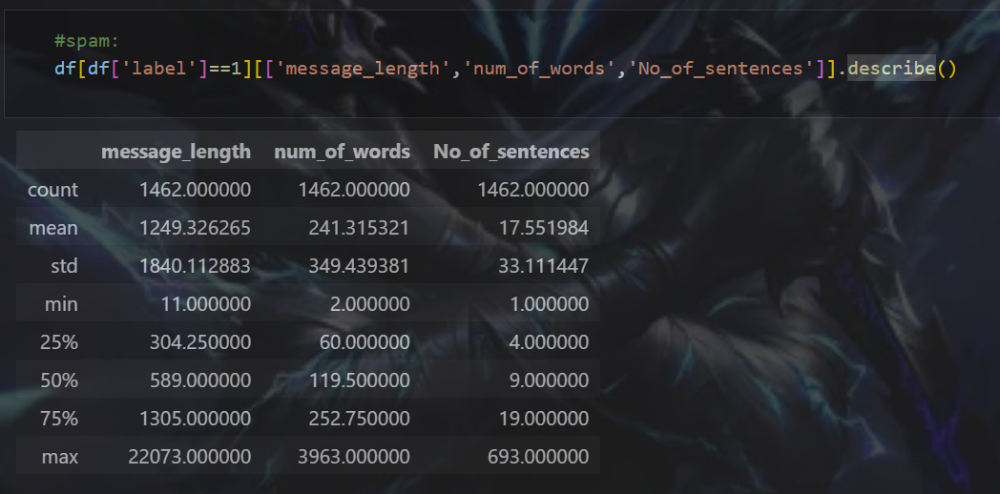 #spam:
df[df['label']==1][['message_length','num_of_words','No_of_sentences']].describe()
message_length num_of_words No_of_sentences
count 1462.000000 1462.000000 1462.000000
mean 1249.326265 241.315321 17.551984
std 1840.112883 349.439381 33.111447
min 11.000000 2.000000 1.000000
25% 304.250000 60.000000 4.000000
50% 589.000000 119.500000 9.000000
75% 1305.000000 252.750000 19.000000
max 22073.000000 3963.000000 693.000000